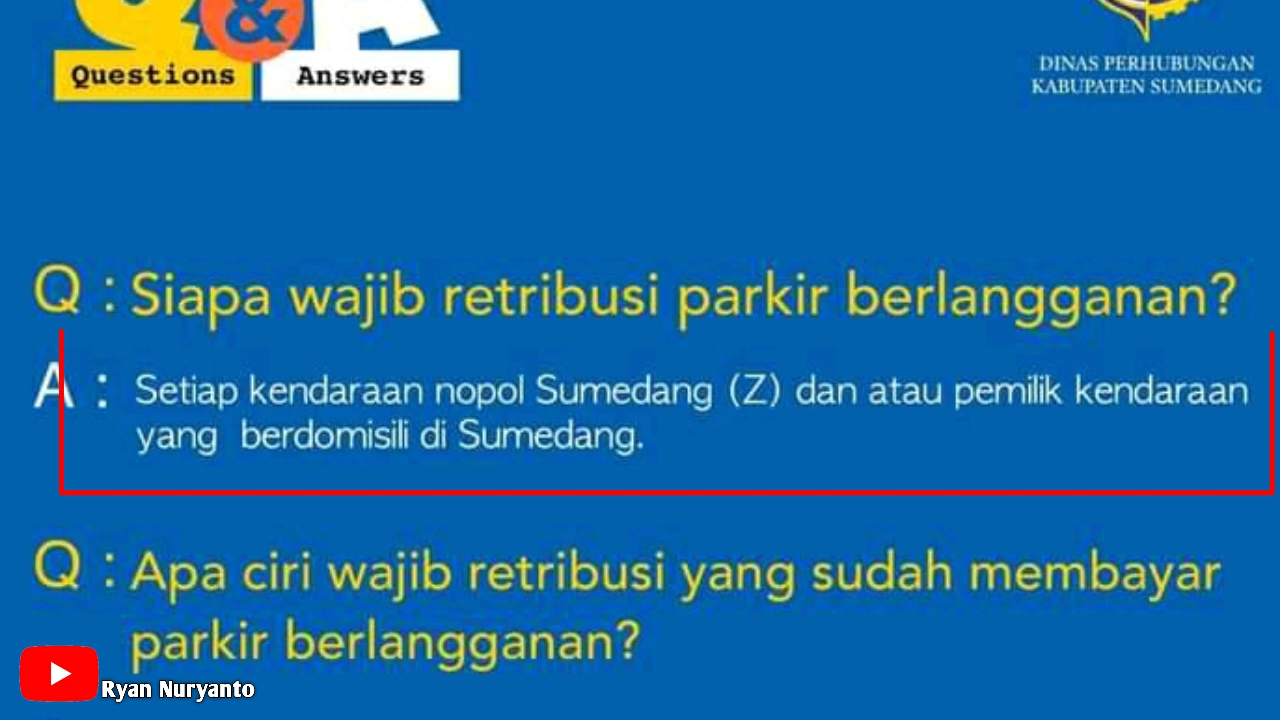 &
Questions Answers
DINAS PERHUBUNGAN
KABUPATEN SUMEDANG
Q : Siapa wajib retribusi parkir berlangganan?
A : Setiap kendaraan nopol Sumedang (Z) dan atau pemilik kendaraan
yang berdomisili di Sumedang.
Q : Apa ciri wajib retribusi yang sudah membayar
parkir berlangganan?
Ryan Nuryanto